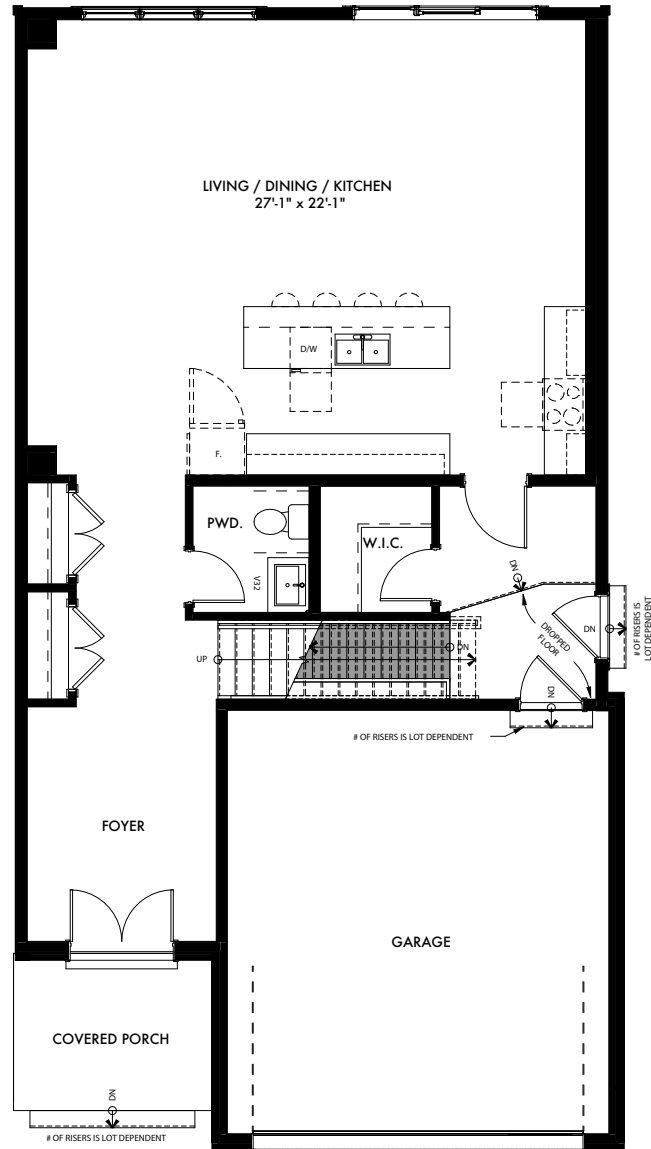 LIVING / DINING / KITCHEN
27'-1" x 22'-1"
D/W
F.
PWD.
W.I.C.
V32
DN
DROPPED
FLOOR
DN
# OF RISERS IS
LOT DEPENDENT
UP
DN
DN
# OF RISERS IS LOT DEPENDENT
FOYER
GARAGE
COVERED PORCH
DN
# OF RISERS IS LOT DEPENDENT